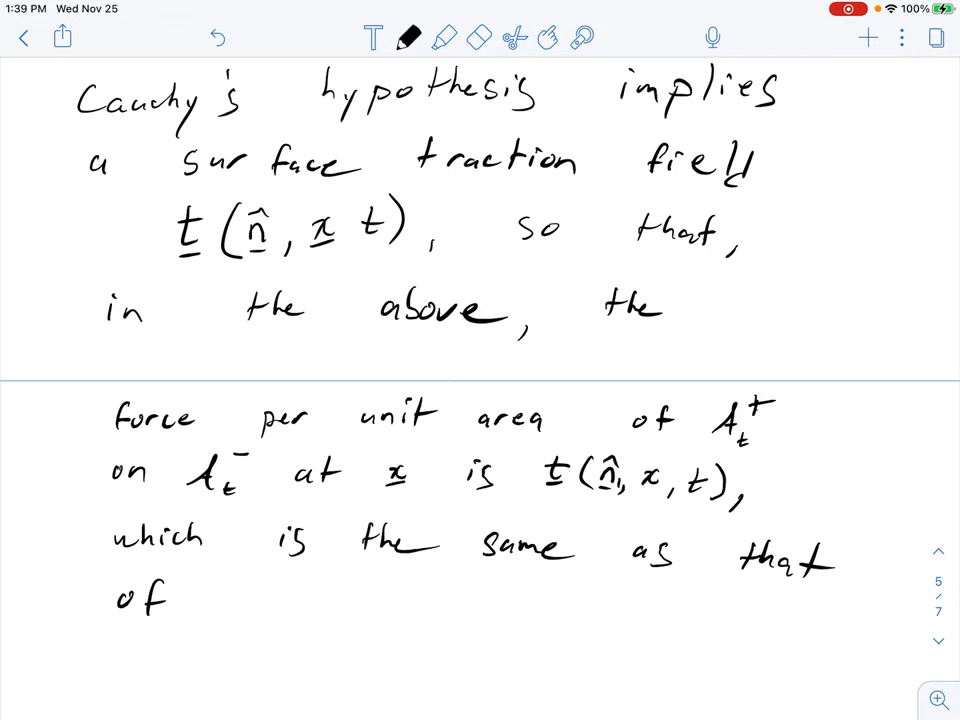 1:39 PM Wed Nov 25
100%
Cauchy's hypothesis implies
a surface traction field
t(n̂, x t), so that,
in the above, the
force per unit area of A_t^+
on A_t^- at x is t(n̂, x, t),
which is the same as that
of
5
/
7